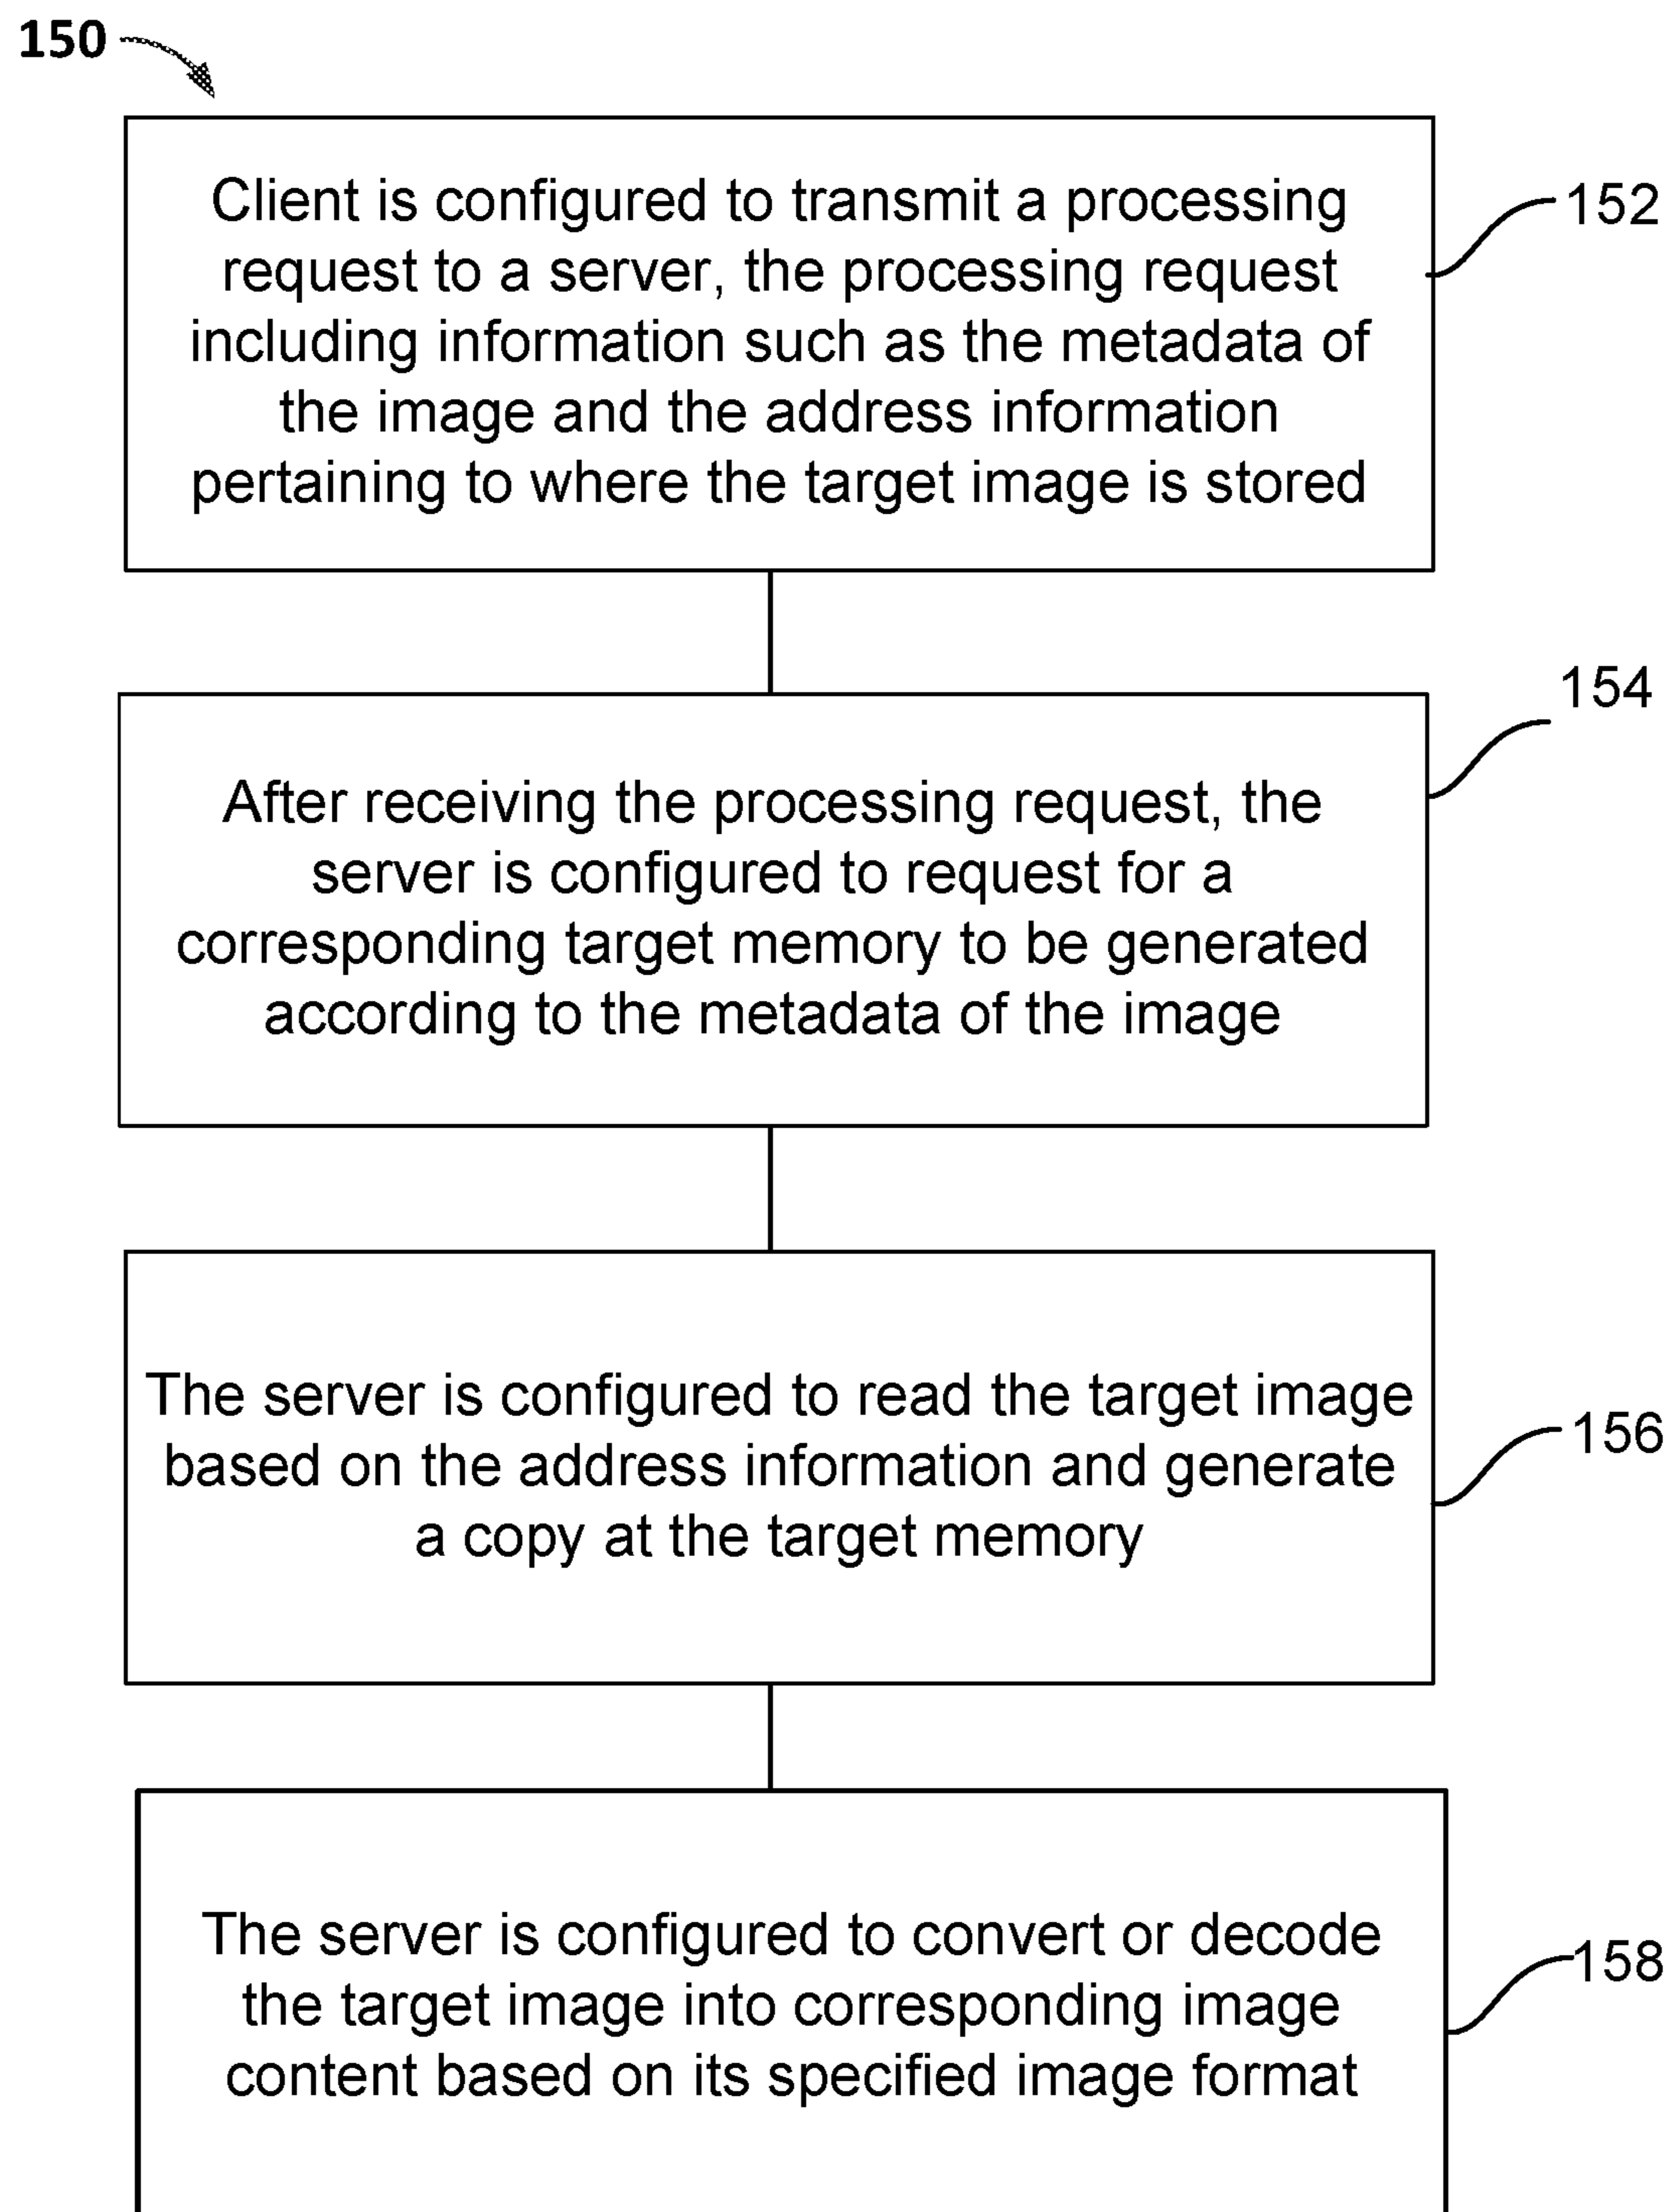 150
Client is configured to transmit a processing
request to a server, the processing request
including information such as the metadata of
the image and the address information
pertaining to where the target image is stored
152
After receiving the processing request, the
server is configured to request for a
corresponding target memory to be generated
according to the metadata of the image
154
The server is configured to read the target image
based on the address information and generate
a copy at the target memory
156
The server is configured to convert or decode
the target image into corresponding image
content based on its specified image format
158